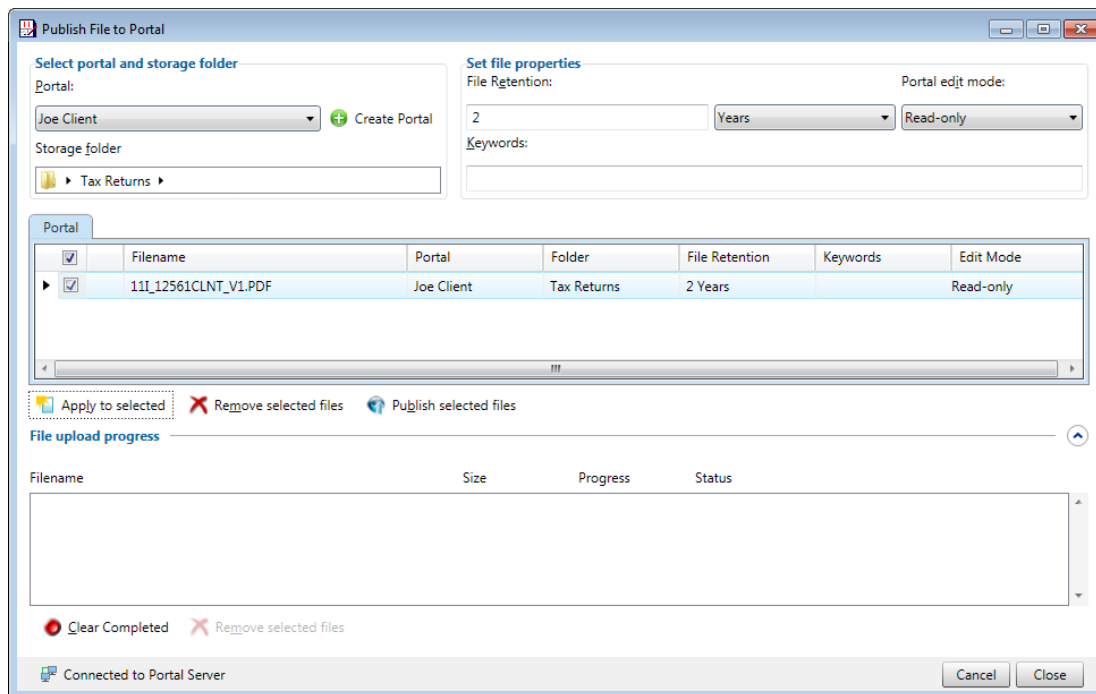 Publish File to Portal
Select portal and storage folder
Portal:
Joe Client
Create Portal
Storage folder
Tax Returns
Set file properties
File Retention:
Portal edit mode:
2
Years
Read-only
Keywords:
Portal
Filename Portal Folder File Retention Keywords Edit Mode
11I_12561CLNT_V1.PDF Joe Client Tax Returns 2 Years Read-only
Apply to selected Remove selected files Publish selected files
File upload progress
Filename Size Progress Status
Clear Completed Remove selected files
Connected to Portal Server
Cancel Close